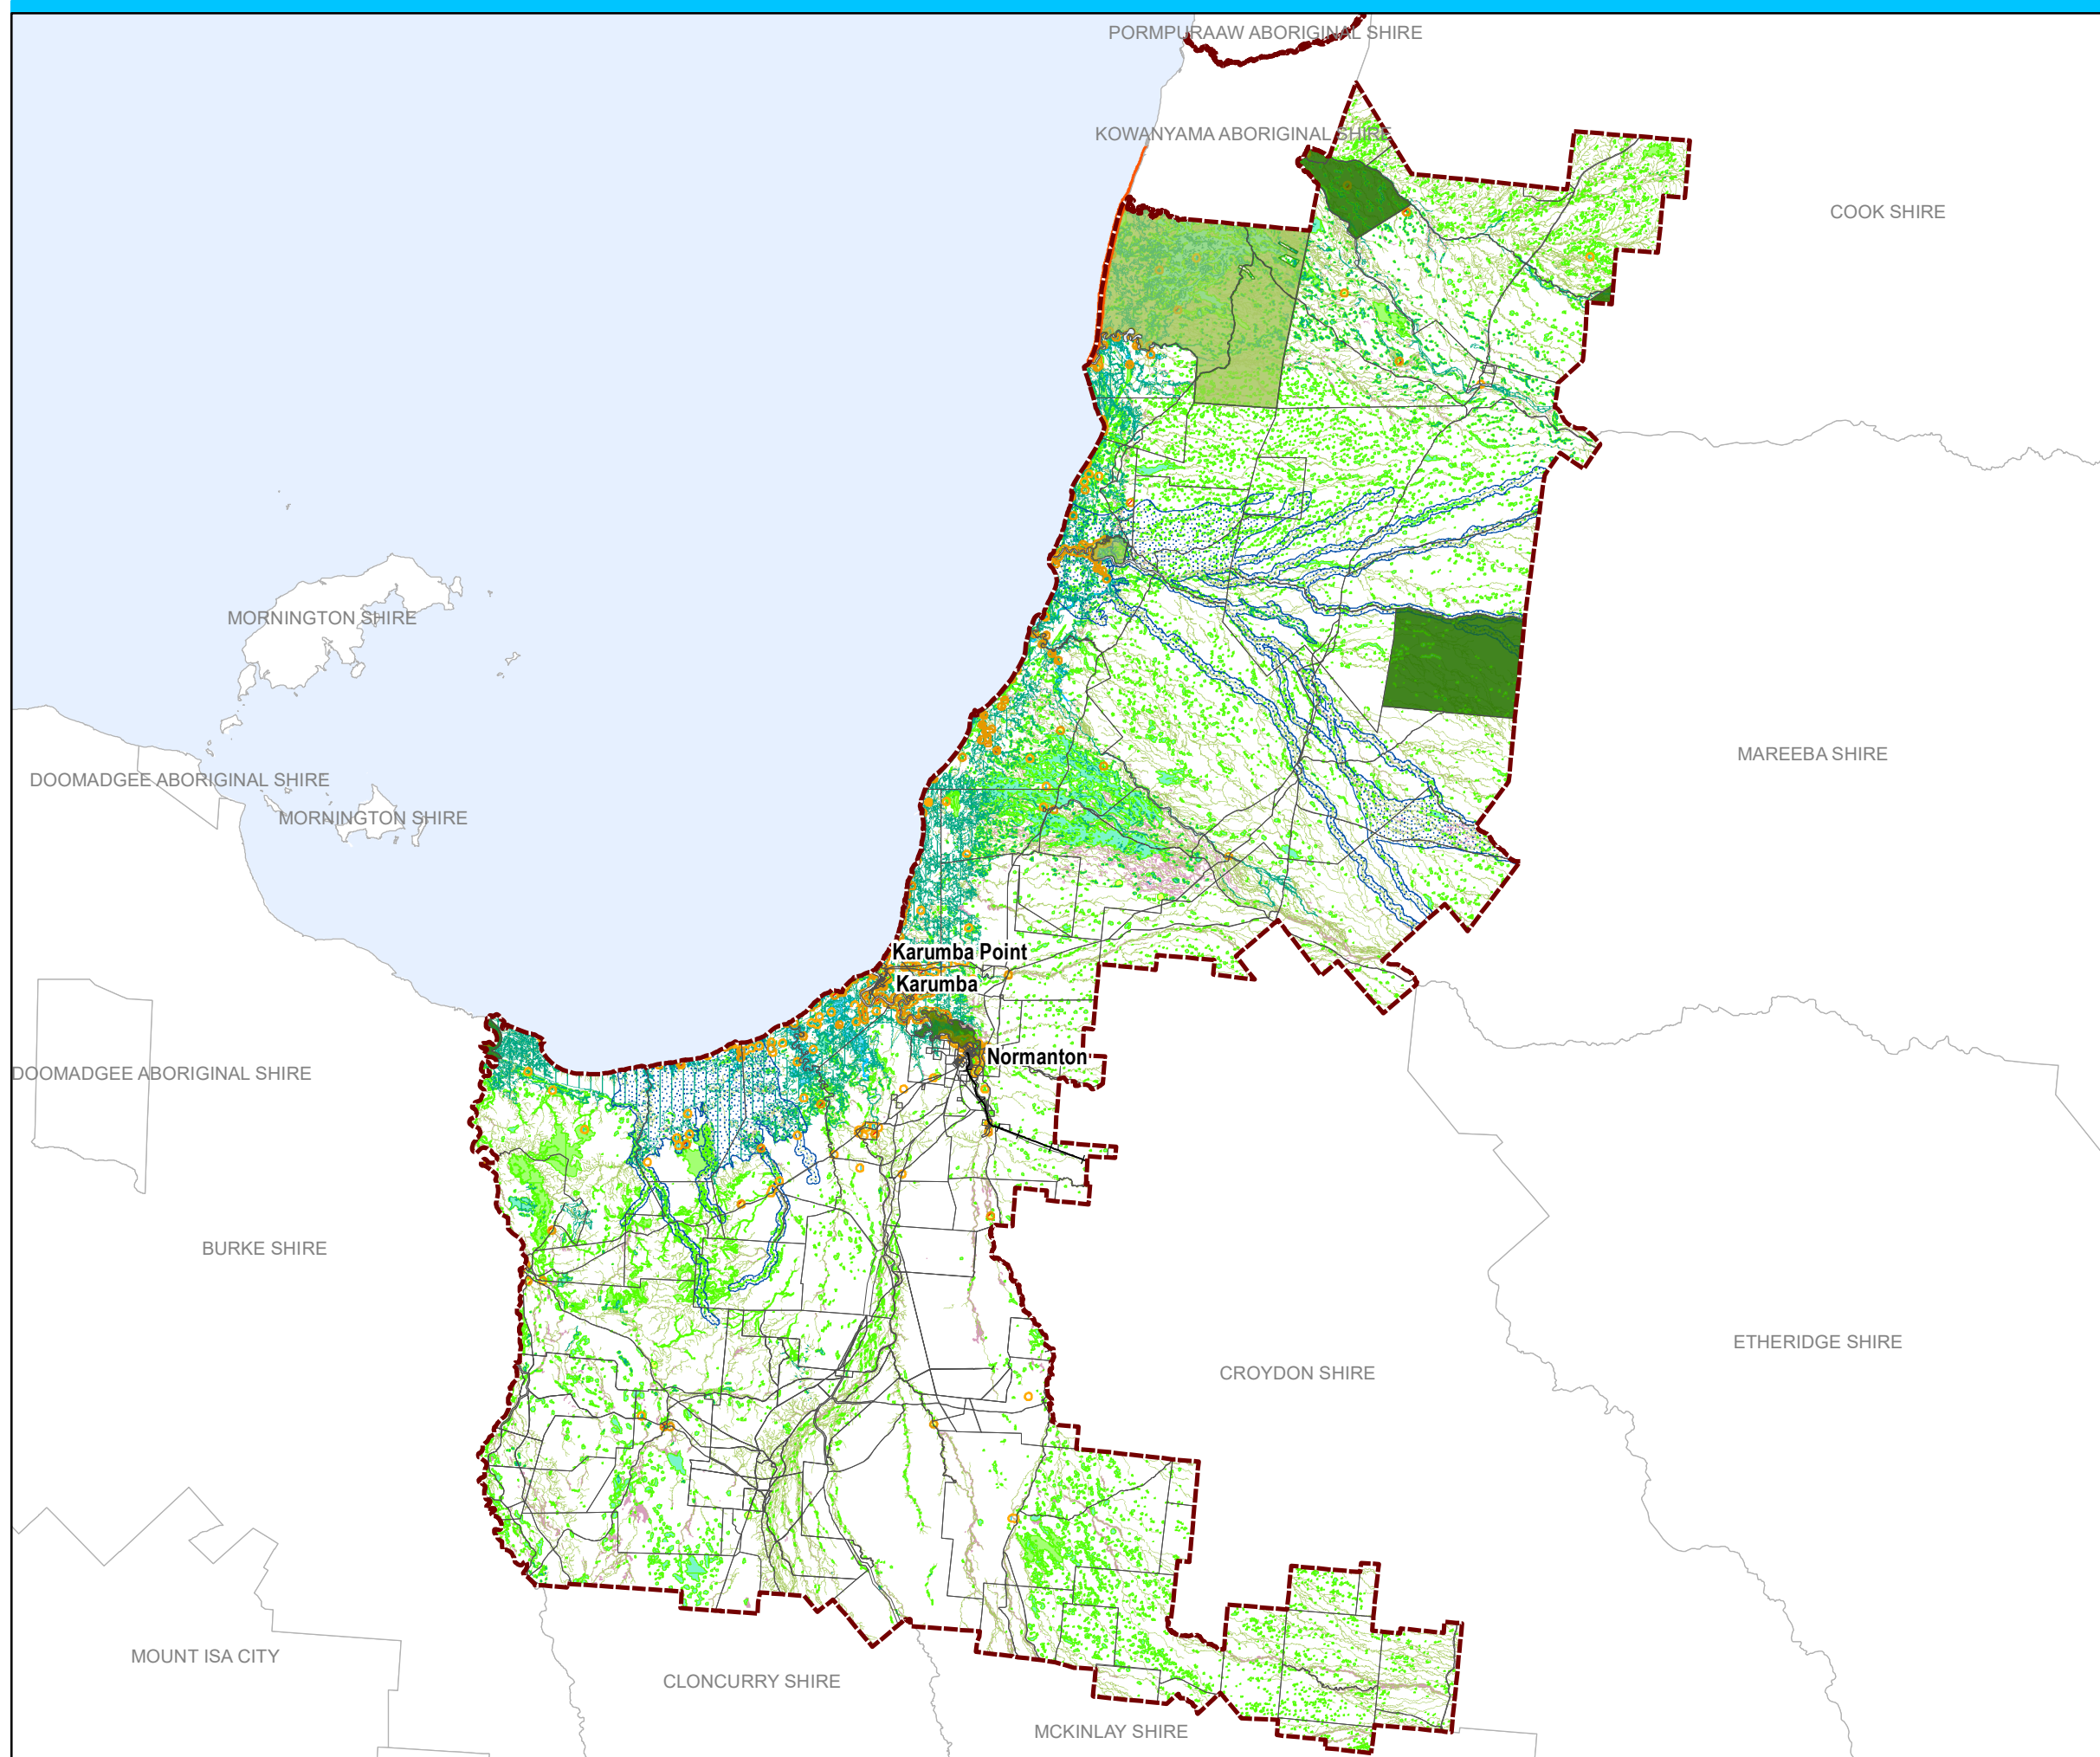 PORMPURAAW ABORIGINAL SHIRE
KOWANYAMA ABORIGINAL SHIRE
COOK SHIRE
MORNINGTON SHIRE
MAREEBA SHIRE
DOOMADGEE ABORIGINAL SHIRE
MORNINGTON SHIRE
Karumba Point
Karumba
Normanton
DOOMADGEE ABORIGINAL SHIRE
BURKE SHIRE
ETHERIDGE SHIRE
CROYDON SHIRE
MOUNT ISA CITY
CLONCURRY SHIRE
MCKINLAY SHIRE